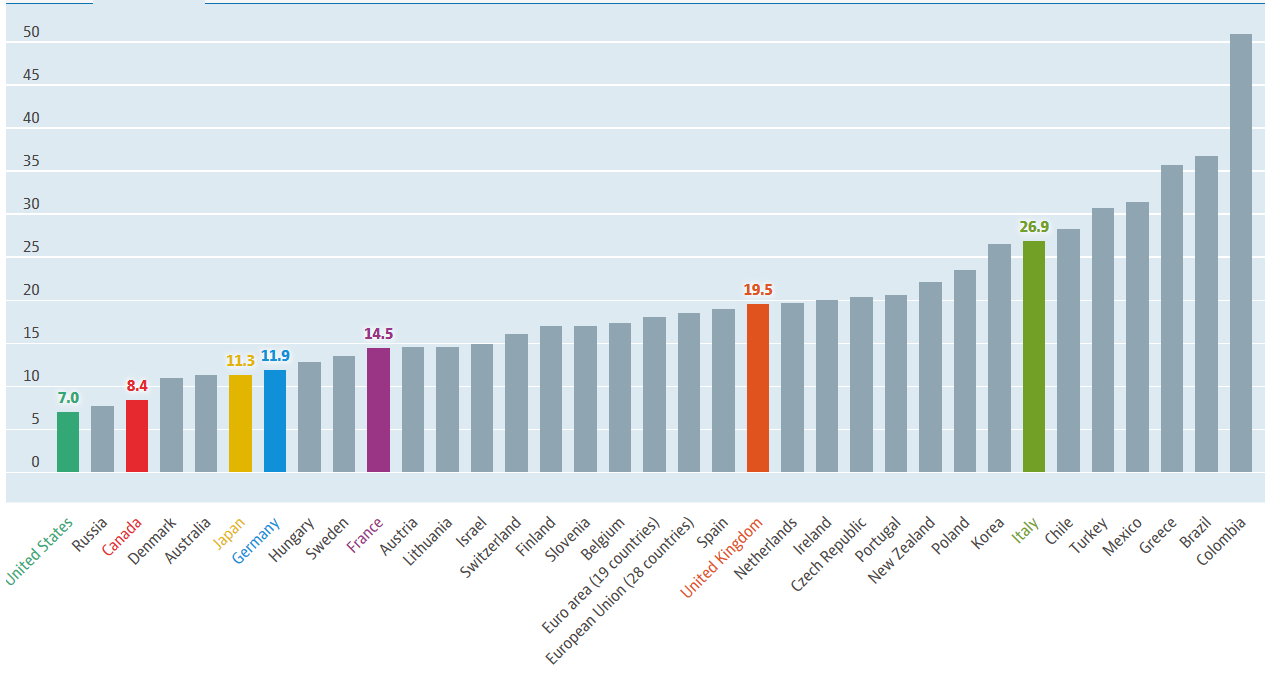 50
45
40
35
30
25
20
15
10
5
0
7.0
8.4
11.3
11.9
14.5
19.5
26.9
United States
Russia
Canada
Denmark
Australia
Japan
Germany
Hungary
Sweden
France
Austria
Lithuania
Israel
Switzerland
Finland
Slovenia
Belgium
Euro area (19 countries)
European Union (28 countries)
Spain
United Kingdom
Netherlands
Ireland
Czech Republic
Portugal
New Zealand
Poland
Korea
Italy
Chile
Turkey
Mexico
Greece
Brazil
Colombia